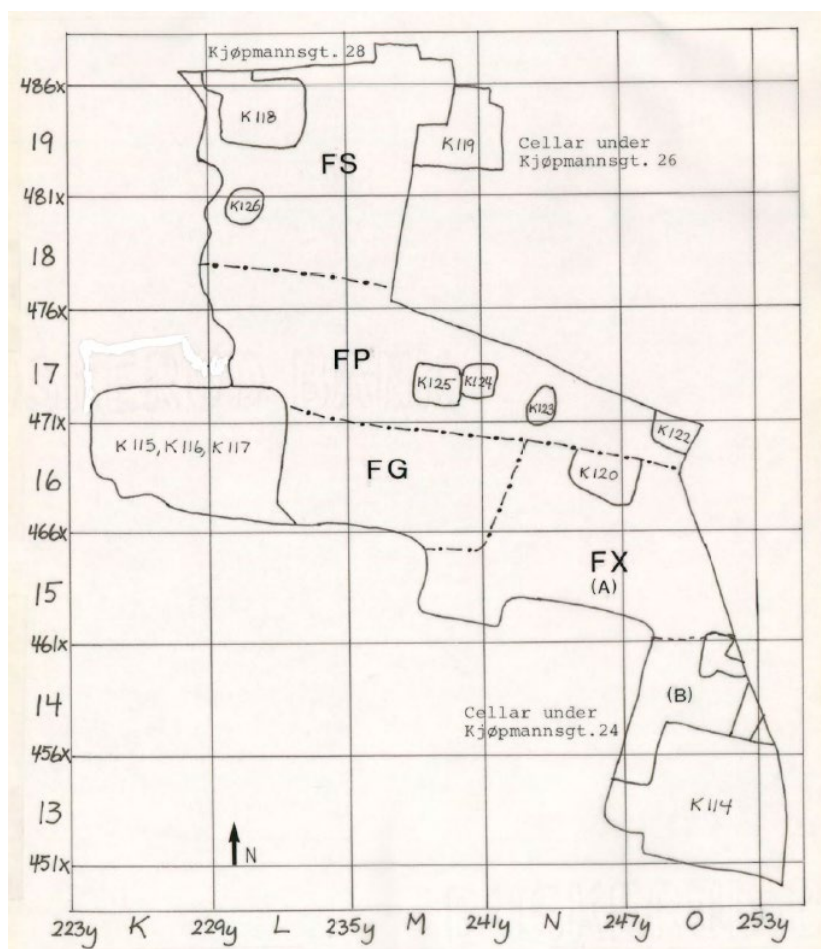 Kjøpmannsgt. 28
486x
K118
19
K119
Cellar under
Kjøpmannsgt. 26
FS
481x
K126
18
476x
FP
17
K125
K124
K123
471x
K122
K115, K116, K117
FG
K120
16
466x
FX
(A)
15
461x
(B)
14
Cellar under
Kjøpmannsgt.24
456x
K114
13
N
451x
223y K 229y L 235y M 241y N 247y O 253y